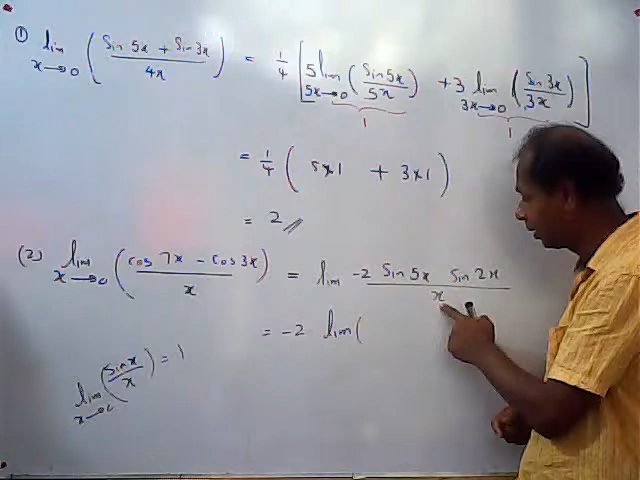 ① lim x→0 ( Sin 5x + Sin 3x / 4x ) = 1/4 [ 5 lim 5x→0 ( Sin 5x / 5x ) + 3 lim 3x→0 ( Sin 3x / 3x ) ]
1 1
= 1/4 ( 5×1 + 3×1 )
= 2 //
(2) lim x→0 ( cos 7x - cos 3x / x ) = lim -2 Sin 5x Sin 2x / x
= -2 lim (
lim x→0 ( sin x / x ) = 1